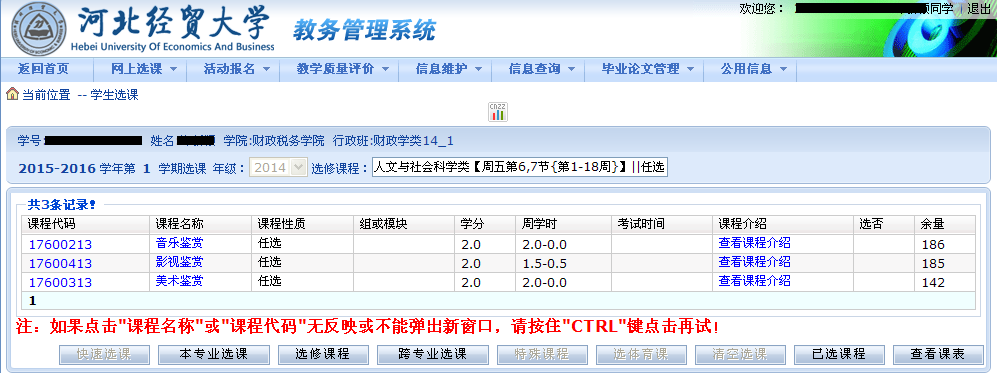 河北经贸大学 教务管理系统 欢迎您： 同学 退出
Hebei University Of Economics And Business
返回首页 网上选课 活动报名 教学质量评价 信息维护 信息查询 毕业论文管理 公用信息
当前位置 -- 学生选课
CNZZ
学号: 姓名 学院:财政税务学院 行政班:财政学类14_1
2015-2016 学年第 1 学期选课 年级： 2014 选修课程： 人文与社会科学类【周五第6,7节{第1-18周}】||任选
共3条记录!
课程代码 课程名称 课程性质 组或模块 学分 周学时 考试时间 课程介绍 选否 余量
17600213 音乐鉴赏 任选 2.0 2.0-0.0 查看课程介绍 186
17600413 影视鉴赏 任选 2.0 1.5-0.5 查看课程介绍 185
17600313 美术鉴赏 任选 2.0 2.0-0.0 查看课程介绍 142
1
注：如果点击"课程名称"或"课程代码"无反映或不能弹出新窗口，请按住"CTRL"键点击再试!
快速选课 本专业选课 选修课程 跨专业选课 特殊课程 选体育课 清空选课 已选课程 查看课表